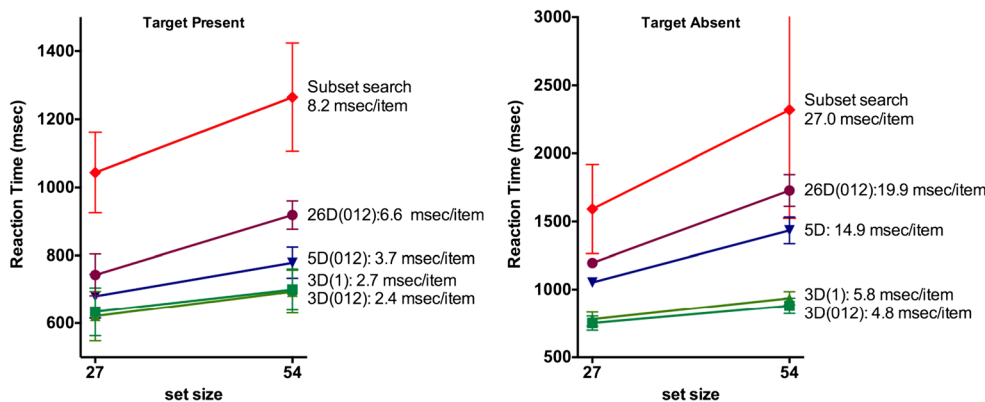 Target Present
Reaction Time (msec)
1400
1200
1000
800
600
27
54
set size
Subset search
8.2 msec/item
26D(012):6.6 msec/item
5D(012): 3.7 msec/item
3D(1): 2.7 msec/item
3D(012): 2.4 msec/item
Target Absent
Reaction Time (msec)
3000
2500
2000
1500
1000
500
27
54
set size
Subset search
27.0 msec/item
26D(012):19.9 msec/item
5D: 14.9 msec/item
3D(1): 5.8 msec/item
3D(012): 4.8 msec/item